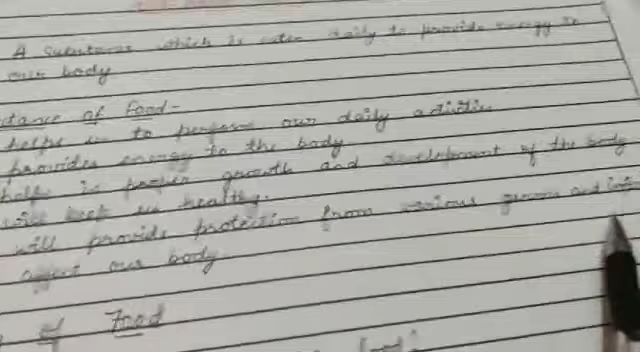 A substance which is eaten daily to provide energy to
our body
tance of Food-
helps us to perform our daily activities
provides energy to the body
helps in proper growth and development of the body
will keep us healthy.
will provide protection from various germs and
affect our body.
of Food